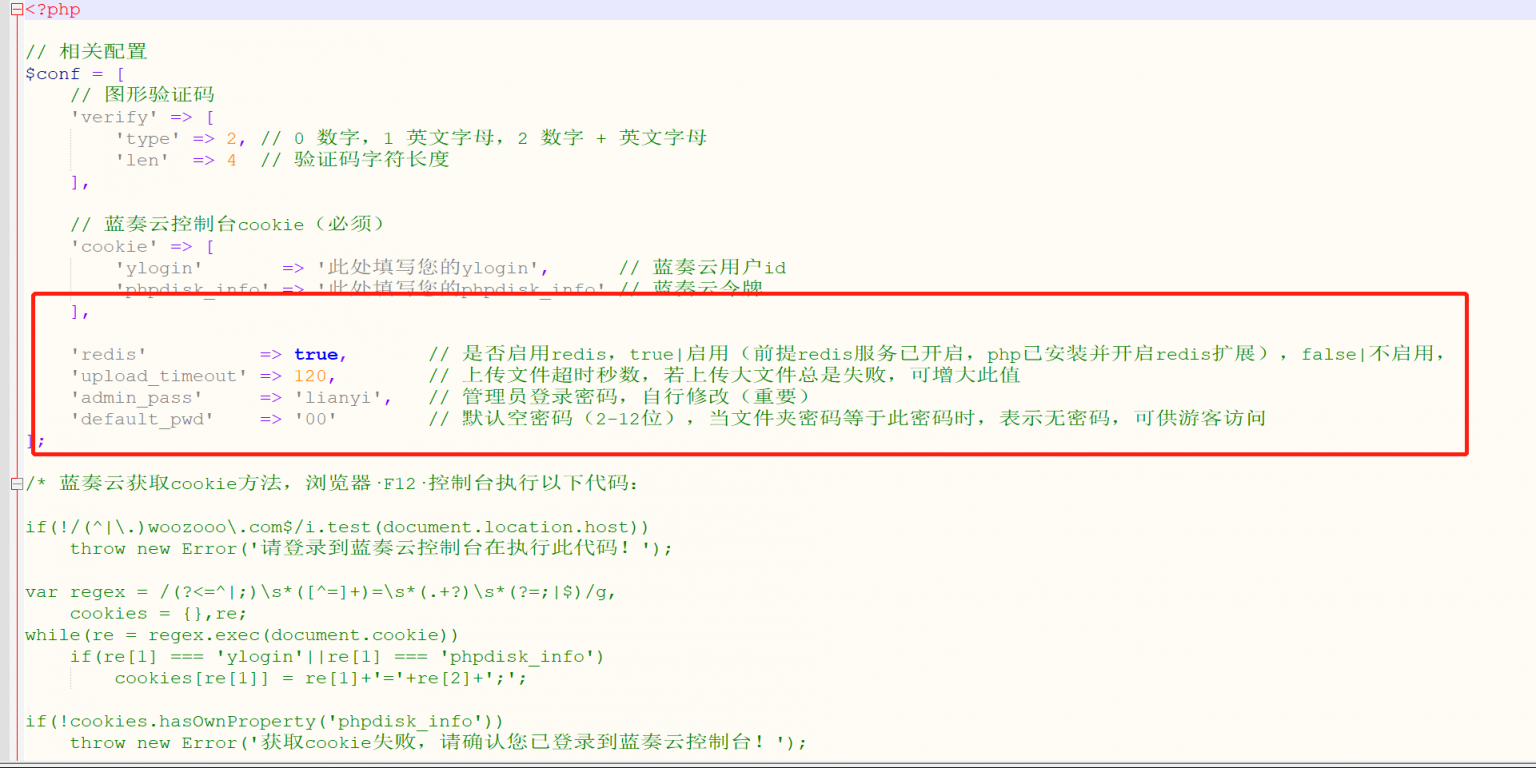 <?php
// 相关配置
$conf = [
    // 图形验证码
    'verify' => [
        'type' => 2, // 0 数字，1 英文字母，2 数字 + 英文字母
        'len'  => 4  // 验证码字符长度
    ],
    // 蓝奏云控制台cookie（必须）
    'cookie' => [
        'ylogin'       => '此处填写您的ylogin',      // 蓝奏云用户id
        'phpdisk_info' => '此处填写您的phpdisk_info' // 蓝奏云令牌
    ],
    'redis'          => true,       // 是否启用redis，true|启用（前提redis服务已开启，php已安装并开启redis扩展），false|不启用，
    'upload_timeout' => 120,        // 上传文件超时秒数，若上传大文件总是失败，可增大此值
    'admin_pass'     => 'lianyi',   // 管理员登录密码，自行修改（重要）
    'default_pwd'    => '00'        // 默认空密码（2-12位），当文件夹密码等于此密码时，表示无密码，可供游客访问
];
/* 蓝奏云获取cookie方法，浏览器·F12·控制台执行以下代码：
if(!/(^|\.)woozooo\.com$/i.test(document.location.host))
    throw new Error('请登录到蓝奏云控制台在执行此代码！');
var regex = /(?<=^|;)\s*([^=]+)=\s*(.+?)\s*(?=;|$)/g,
    cookies = {},re;
while(re = regex.exec(document.cookie))
    if(re[1] === 'ylogin'||re[1] === 'phpdisk_info')
        cookies[re[1]] = re[1]+'='+re[2]+';';
if(!cookies.hasOwnProperty('phpdisk_info'))
    throw new Error('获取cookie失败，请确认您已登录到蓝奏云控制台！');